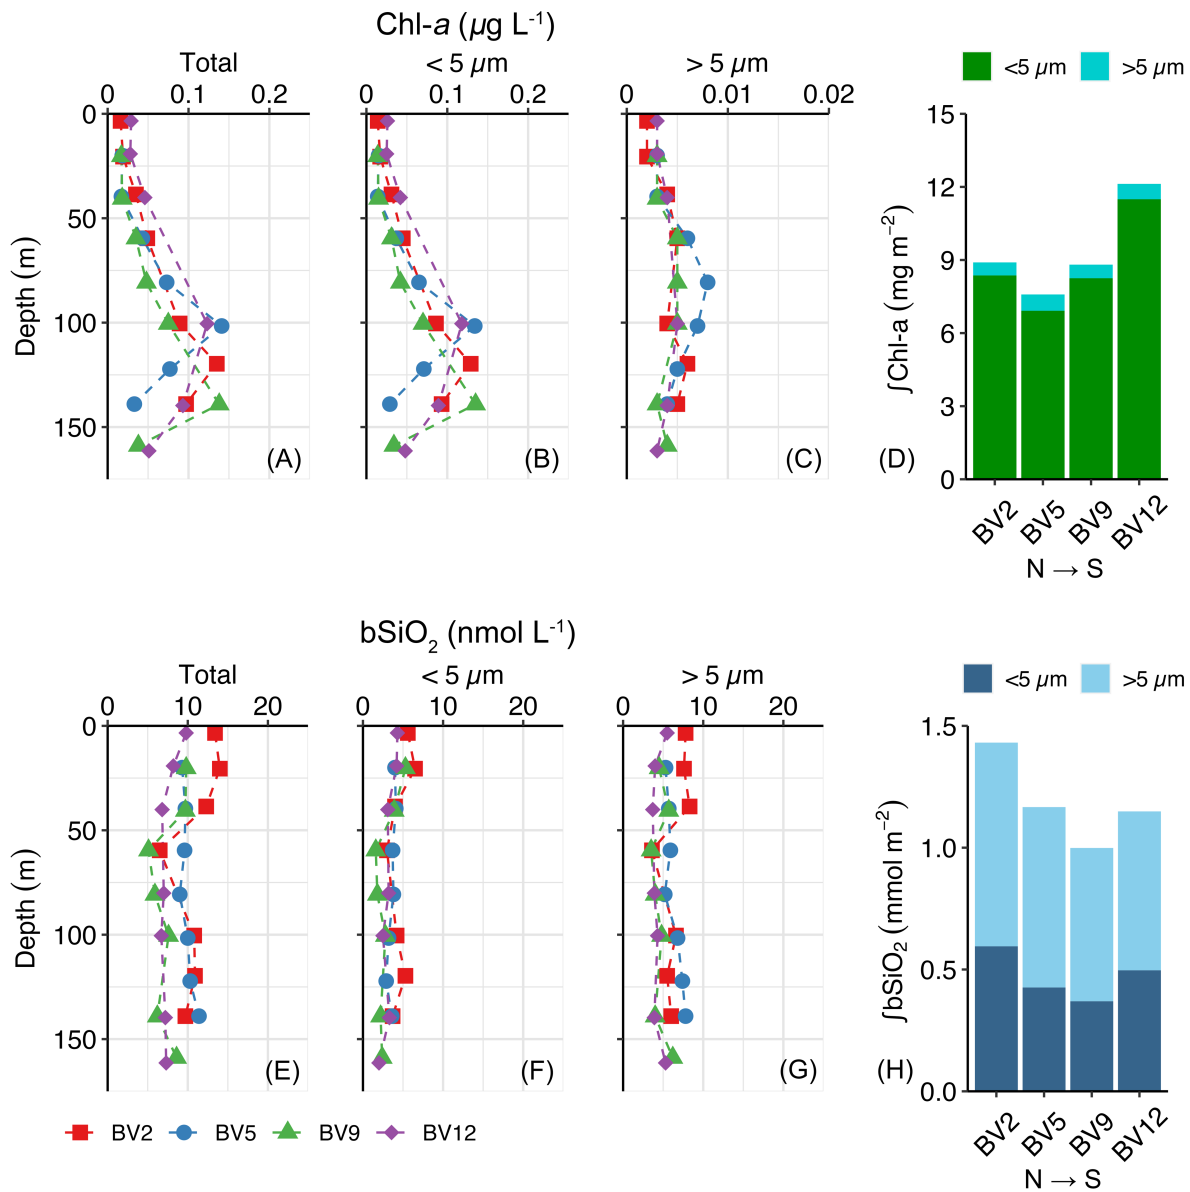 Chl-a (µg L-1)
Total
< 5 µm
> 5 µm
<5 µm
>5 µm
0 0.1 0.2
0 0.1 0.2
0 0.01 0.02
0
50
100
150
Depth (m)
(A)
(B)
(C)
(D)
∫Chl-a (mg m−2)
15
12
9
6
3
0
BV2
BV5
BV9
BV12
N → S
bSiO2 (nmol L-1)
Total
< 5 µm
> 5 µm
<5 µm
>5 µm
0 10 20
0 10 20
0 10 20
0
50
100
150
Depth (m)
(E)
(F)
(G)
(H)
∫bSiO2 (mmol m−2)
1.5
1.0
0.5
0.0
BV2
BV5
BV9
BV12
N → S
BV2 BV5 BV9 BV12